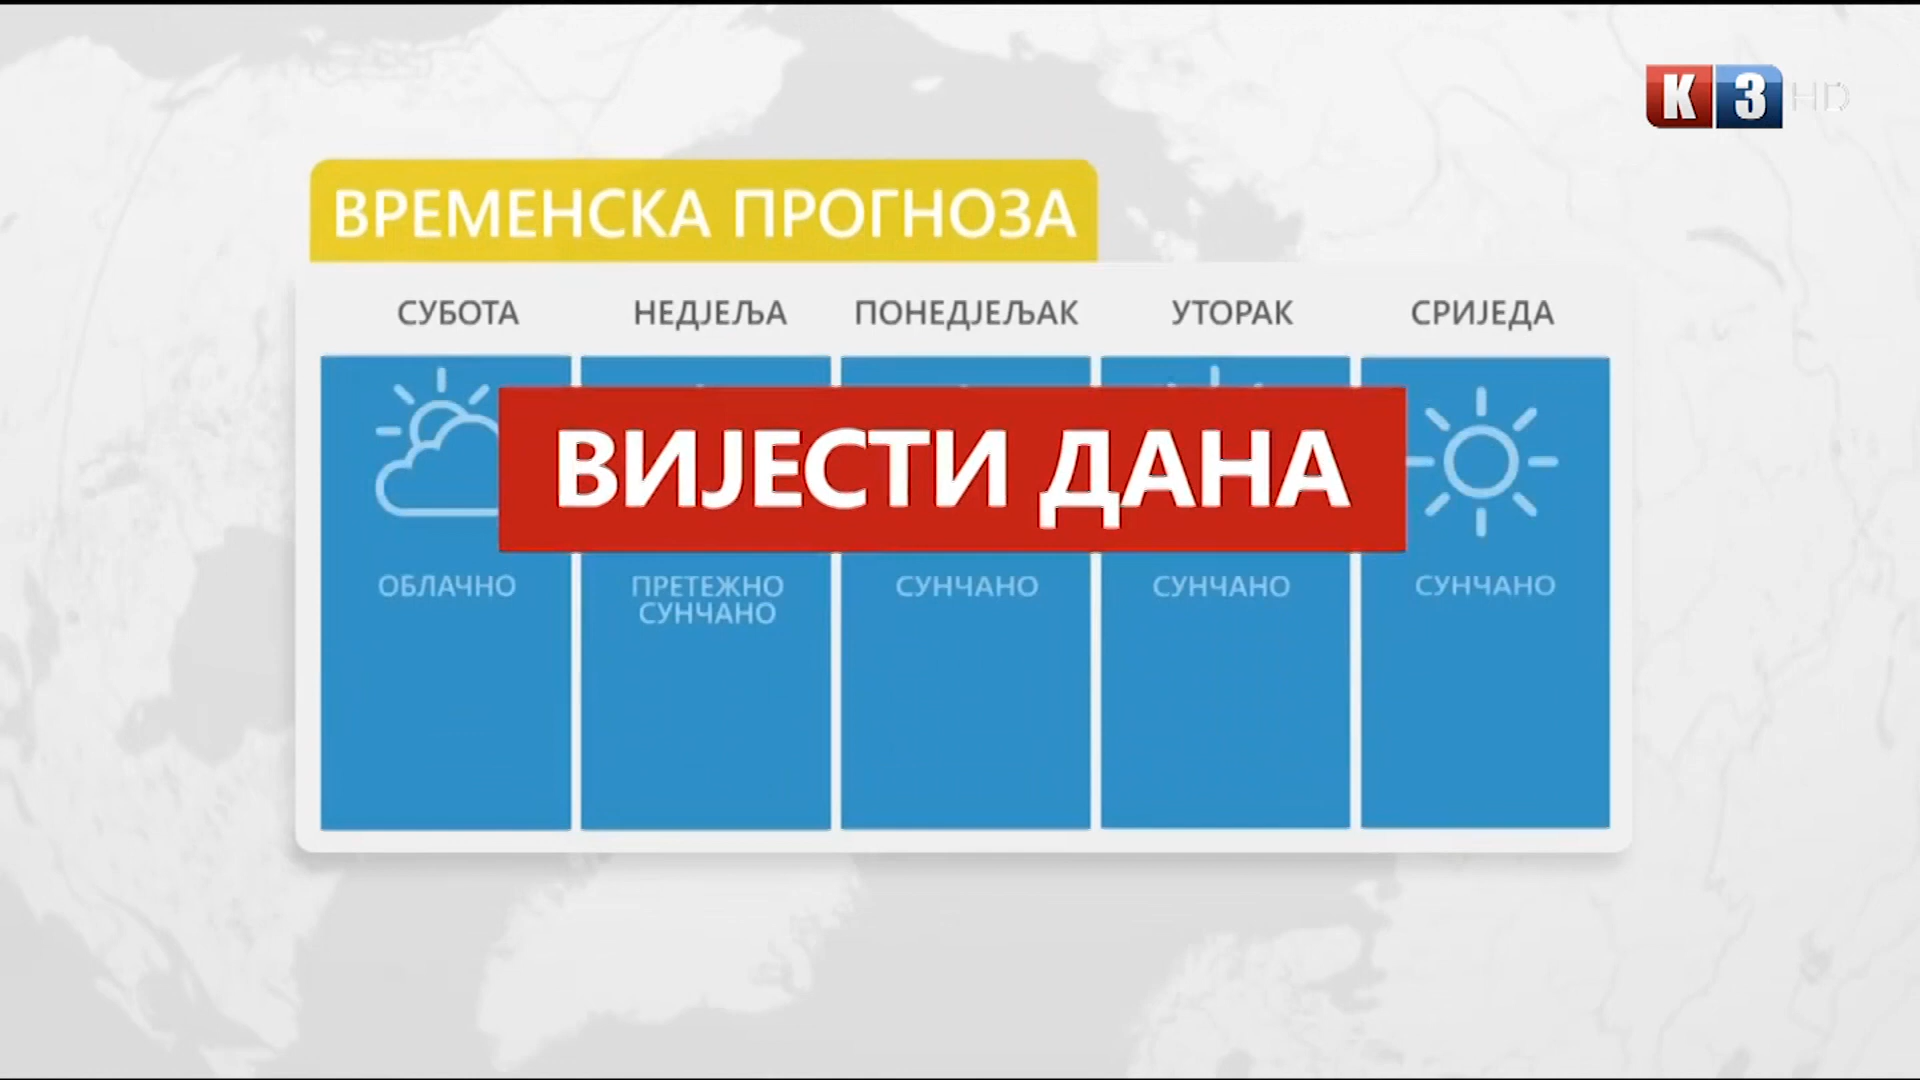 К3 HD
ВРЕМЕНСКА ПРОГНОЗА
СУБОТА
НЕДЈЕЉА
ПОНЕДЈЕЉАК
УТОРАК
СРИЈЕДА
ВИЈЕСТИ ДАНА
ОБЛАЧНО
ПРЕТЕЖНО
СУНЧАНО
СУНЧАНО
СУНЧАНО
СУНЧАНО